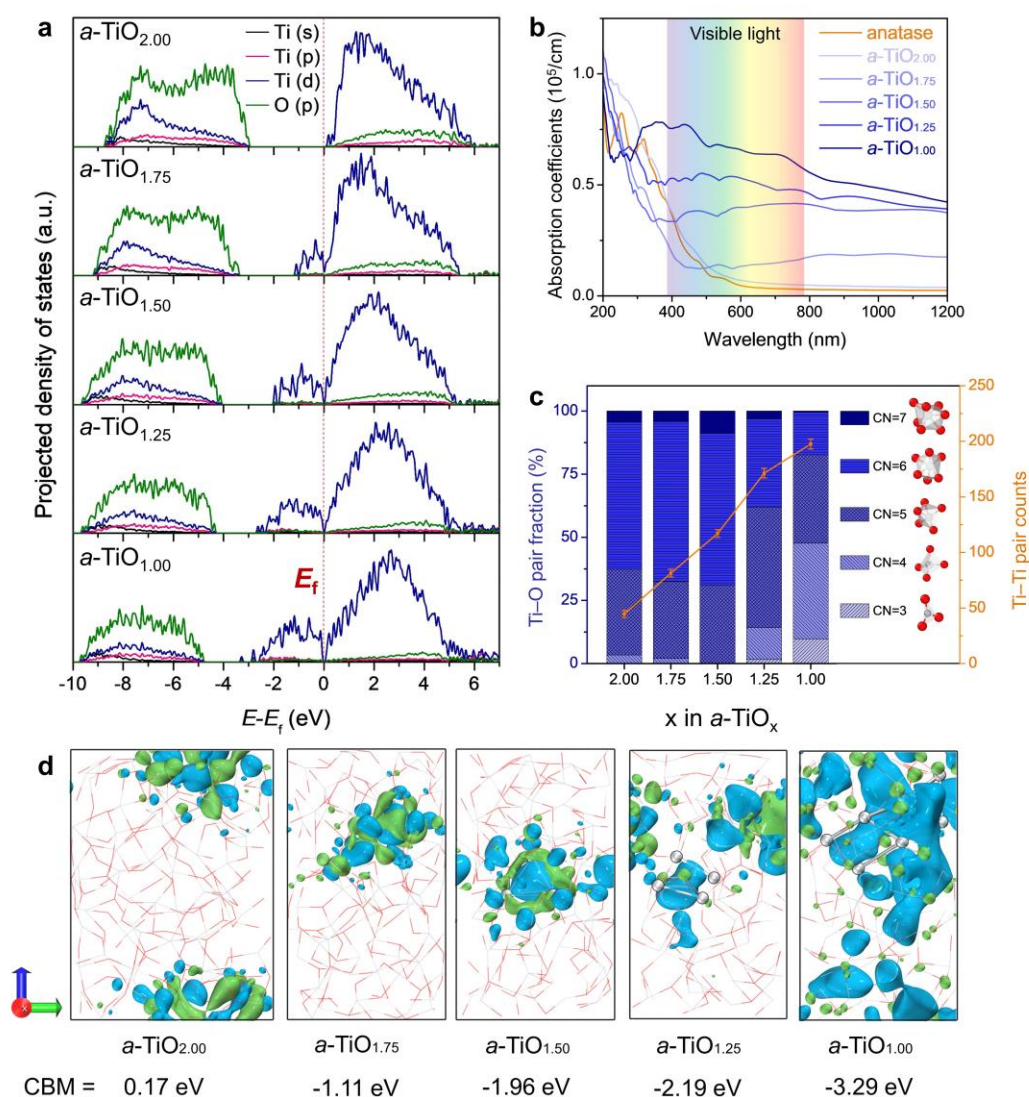 a
a-TiO2.00
Ti (s)
Ti (p)
Ti (d)
O (p)
a-TiO1.75
a-TiO1.50
a-TiO1.25
a-TiO1.00
Ef
Projected density of states (a.u.)
-10 -8 -6 -4 -2 0 2 4 6
E-Ef (eV)
b
Visible light
anatase
a-TiO2.00
a-TiO1.75
a-TiO1.50
a-TiO1.25
a-TiO1.00
Absorption coefficients (10⁵/cm)
1.0
0.5
0.0
200 400 600 800 1000 1200
Wavelength (nm)
c
Ti–O pair fraction (%)
100
75
50
25
0
2.00 1.75 1.50 1.25 1.00
x in a-TiOx
CN=7
CN=6
CN=5
CN=4
CN=3
250
200
150
100
50
0
Ti–Ti pair counts
d
x
a-TiO2.00 a-TiO1.75 a-TiO1.50 a-TiO1.25 a-TiO1.00
CBM = 0.17 eV -1.11 eV -1.96 eV -2.19 eV -3.29 eV